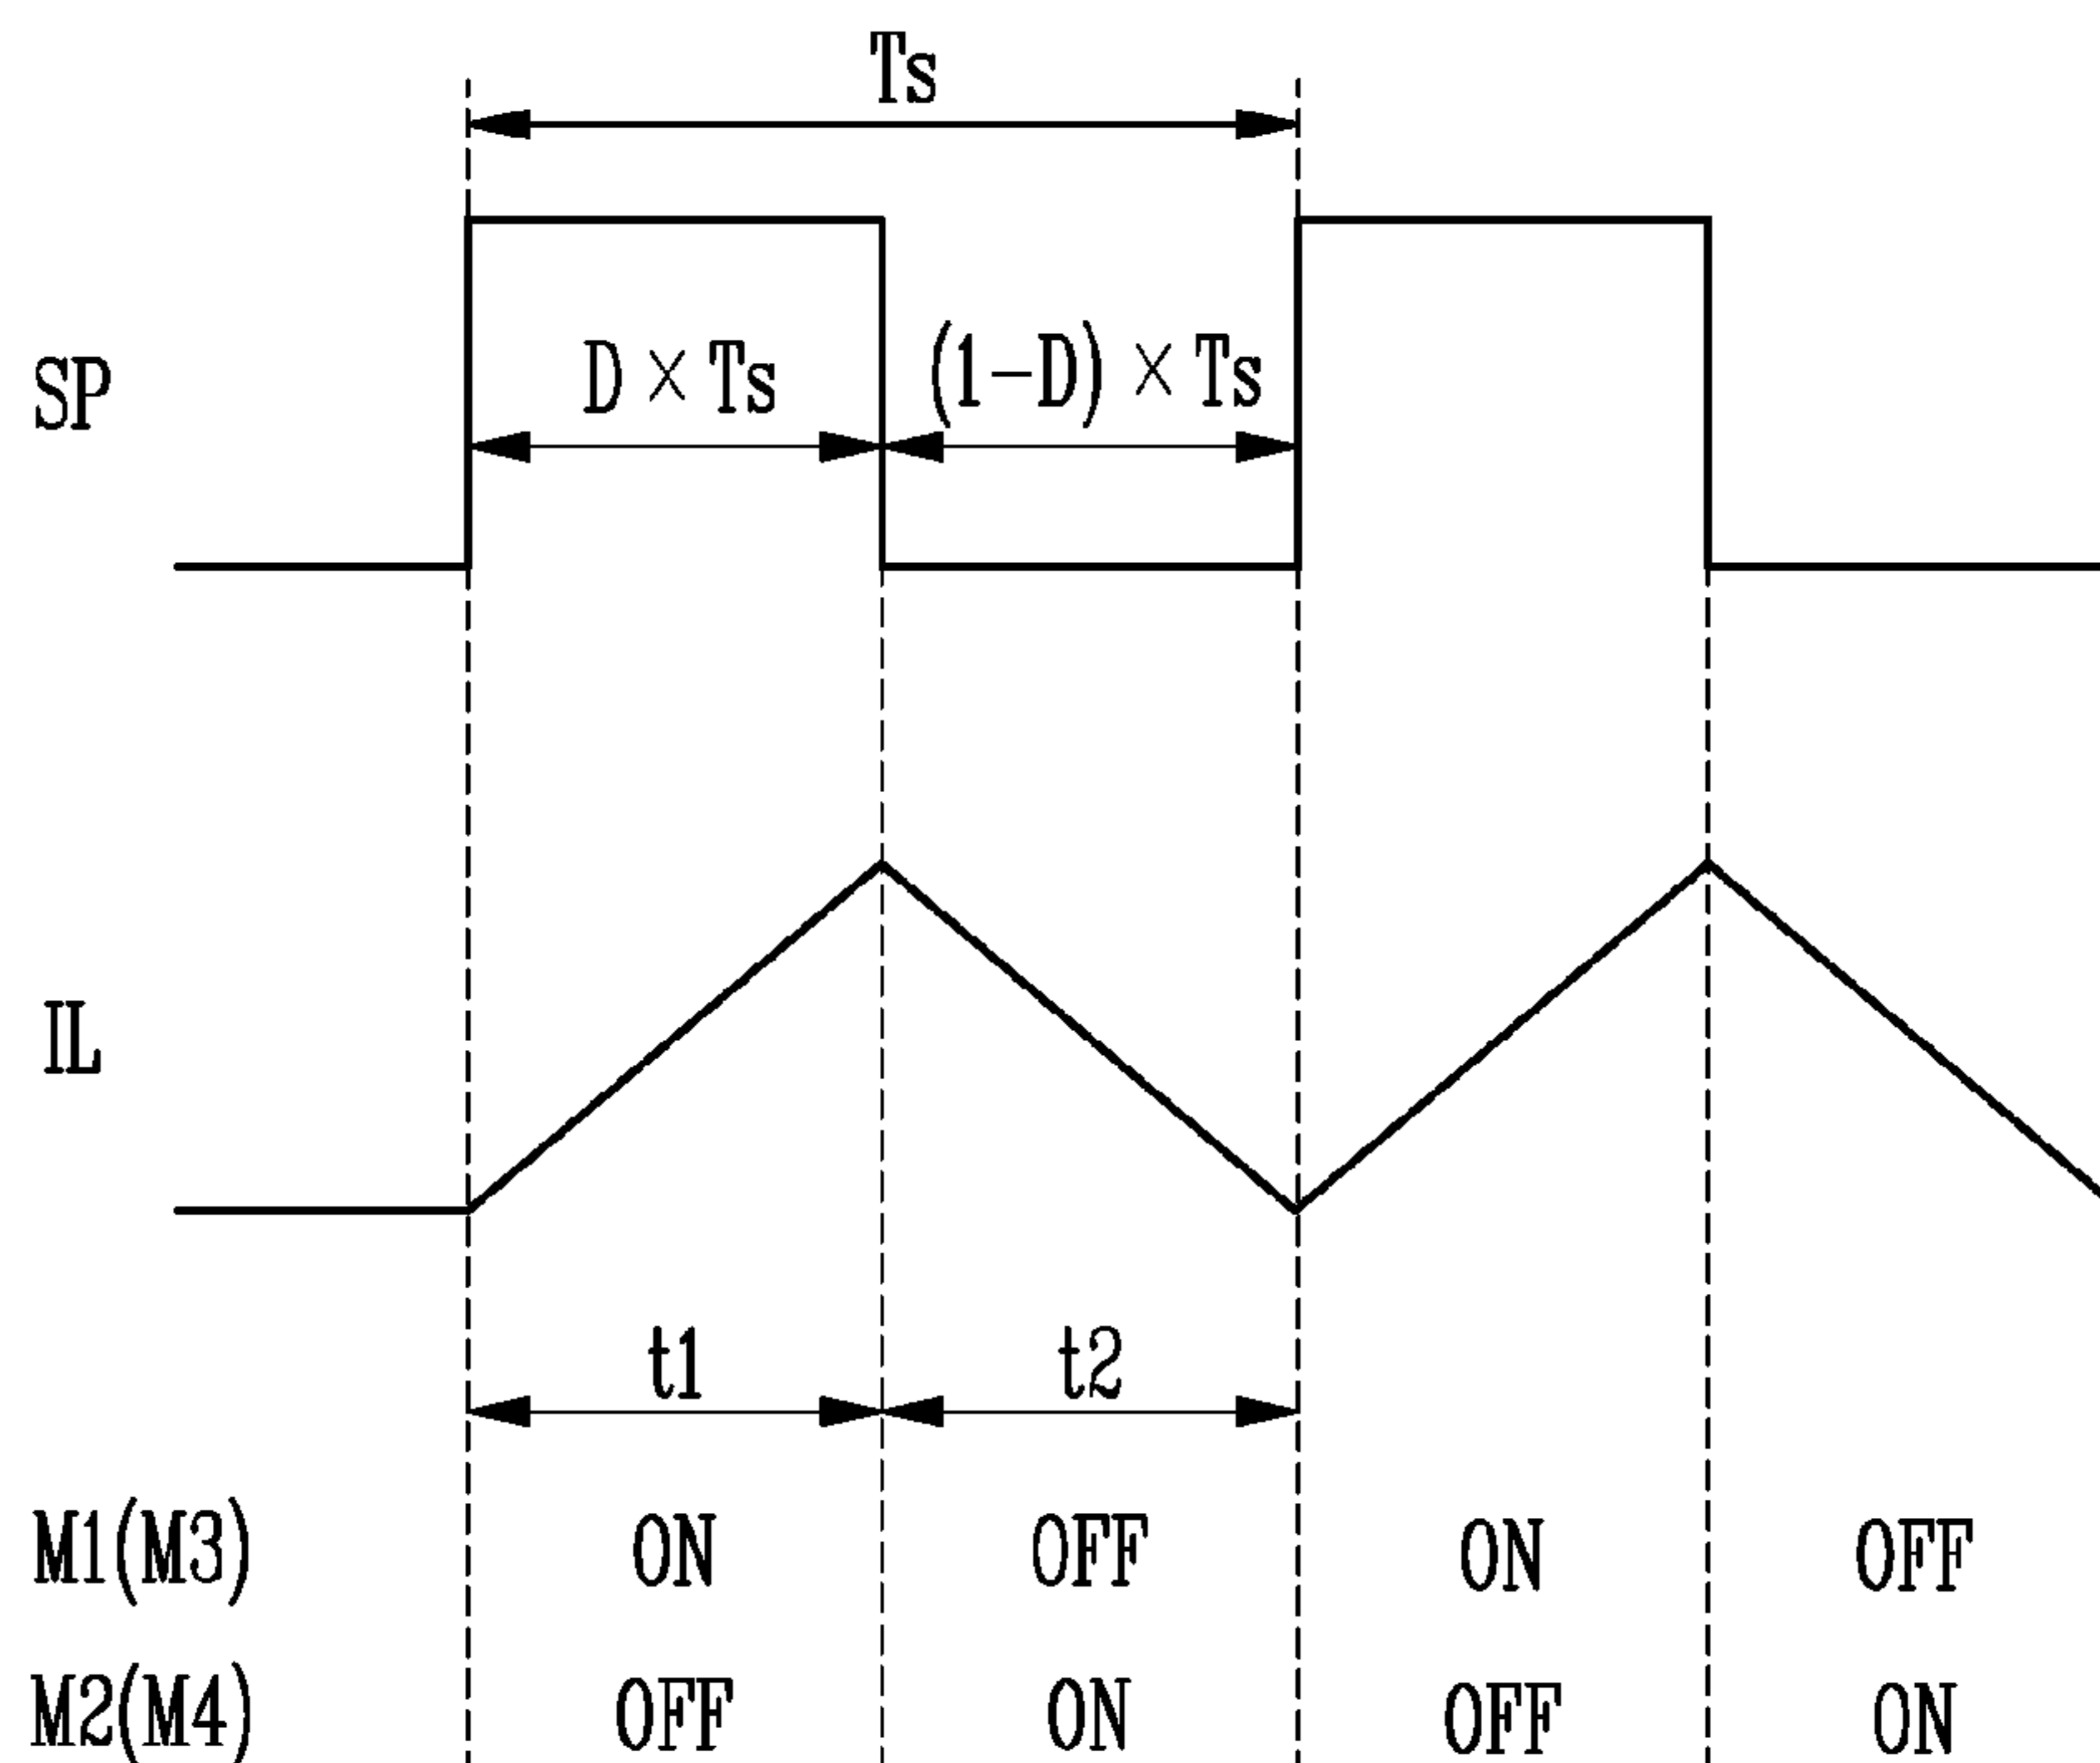 Ts
SP
D × Ts
(1-D) × Ts
IL
t1
t2
M1(M3) ON OFF ON OFF
M2(M4) OFF ON OFF ON